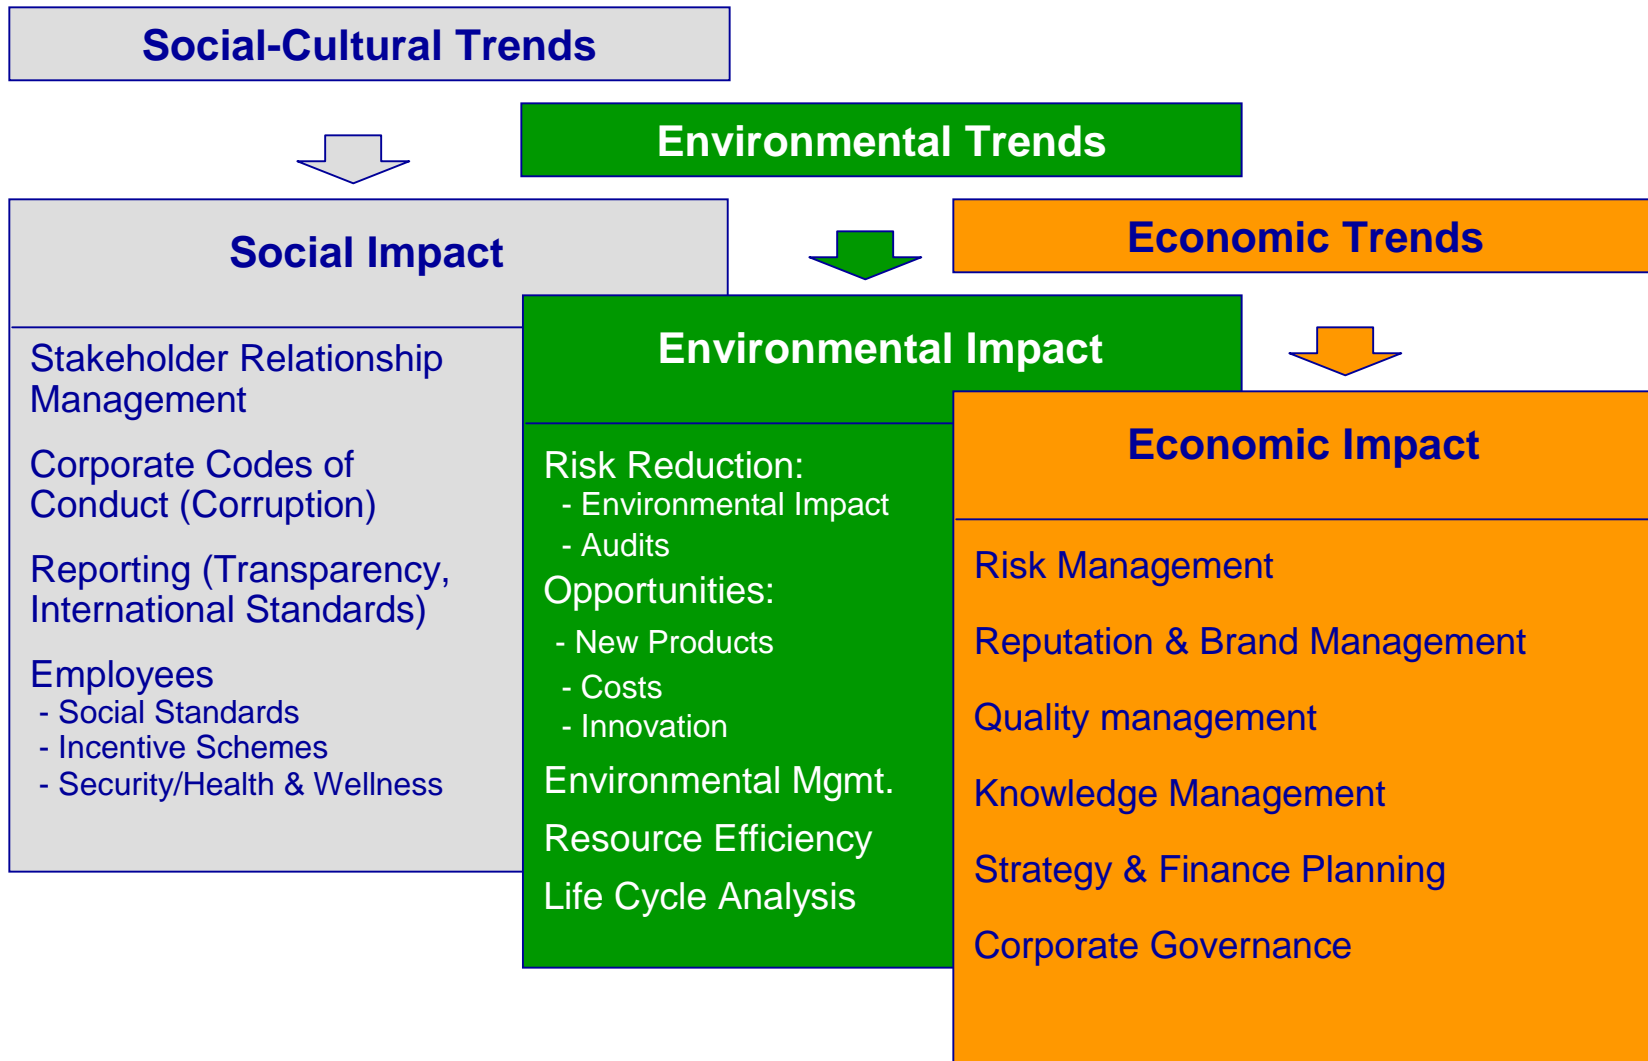 Social-Cultural Trends
Environmental Trends
Economic Trends
Social Impact
Stakeholder Relationship
Management
Corporate Codes of
Conduct (Corruption)
Reporting (Transparency,
International Standards)
Employees
- Social Standards
- Incentive Schemes
- Security/Health & Wellness
Environmental Impact
Risk Reduction:
- Environmental Impact
- Audits
Opportunities:
- New Products
- Costs
- Innovation
Environmental Mgmt.
Resource Efficiency
Life Cycle Analysis
Economic Impact
Risk Management
Reputation & Brand Management
Quality management
Knowledge Management
Strategy & Finance Planning
Corporate Governance